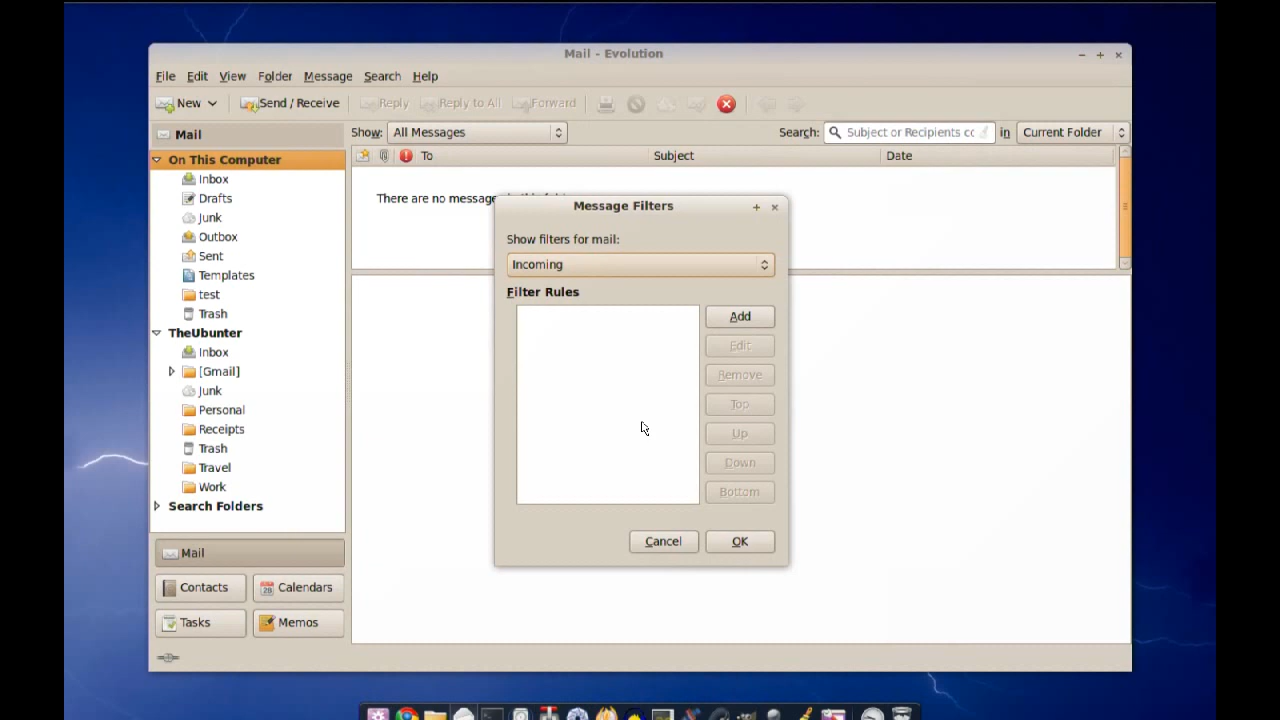 Mail - Evolution
File Edit View Folder Message Search Help
New Send / Receive Reply Reply to All Forward
Mail
Show: All Messages Search: Subject or Recipients cc in Current Folder
On This Computer
To Subject Date
Inbox
Drafts
Junk
Outbox
Sent
Templates
test
Trash
TheUbunter
Inbox
[Gmail]
Junk
Personal
Receipts
Trash
Travel
Work
Search Folders
There are no message
Message Filters
Show filters for mail:
Incoming
Filter Rules
Add
Edit
Remove
Top
Up
Down
Bottom
Cancel OK
Mail
Contacts Calendars
Tasks Memos